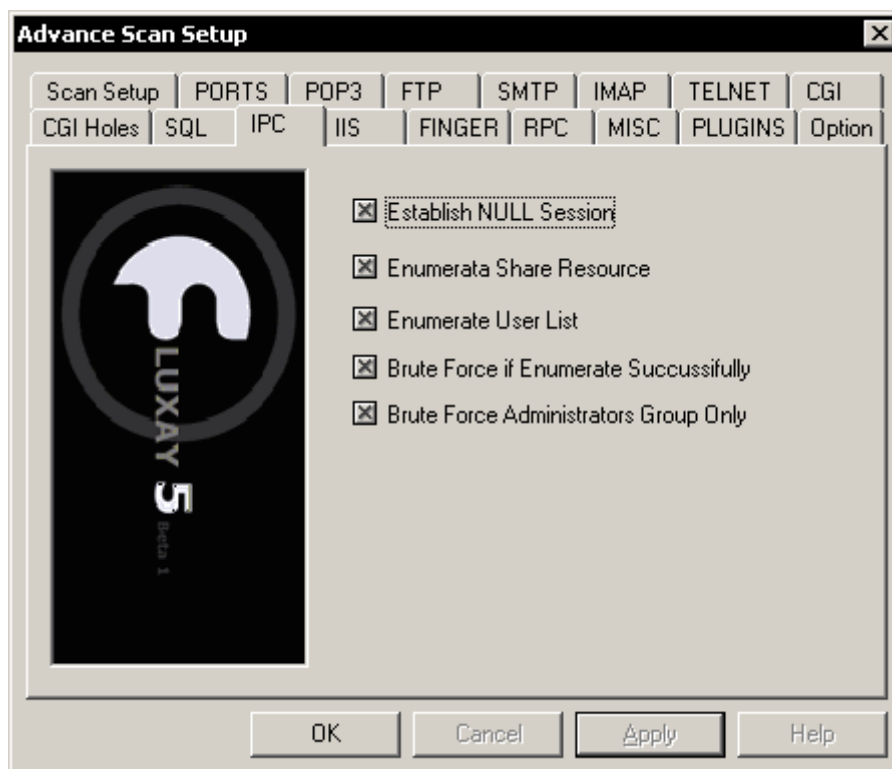 Advance Scan Setup
Scan Setup PORTS POP3 FTP SMTP IMAP TELNET CGI
CGI Holes SQL IPC IIS FINGER RPC MISC PLUGINS Option
Establish NULL Session
Enumerata Share Resource
Enumerate User List
Brute Force if Enumerate Succussifully
Brute Force Administrators Group Only
LUXAY 5 Beta 1
OK Cancel Apply Help